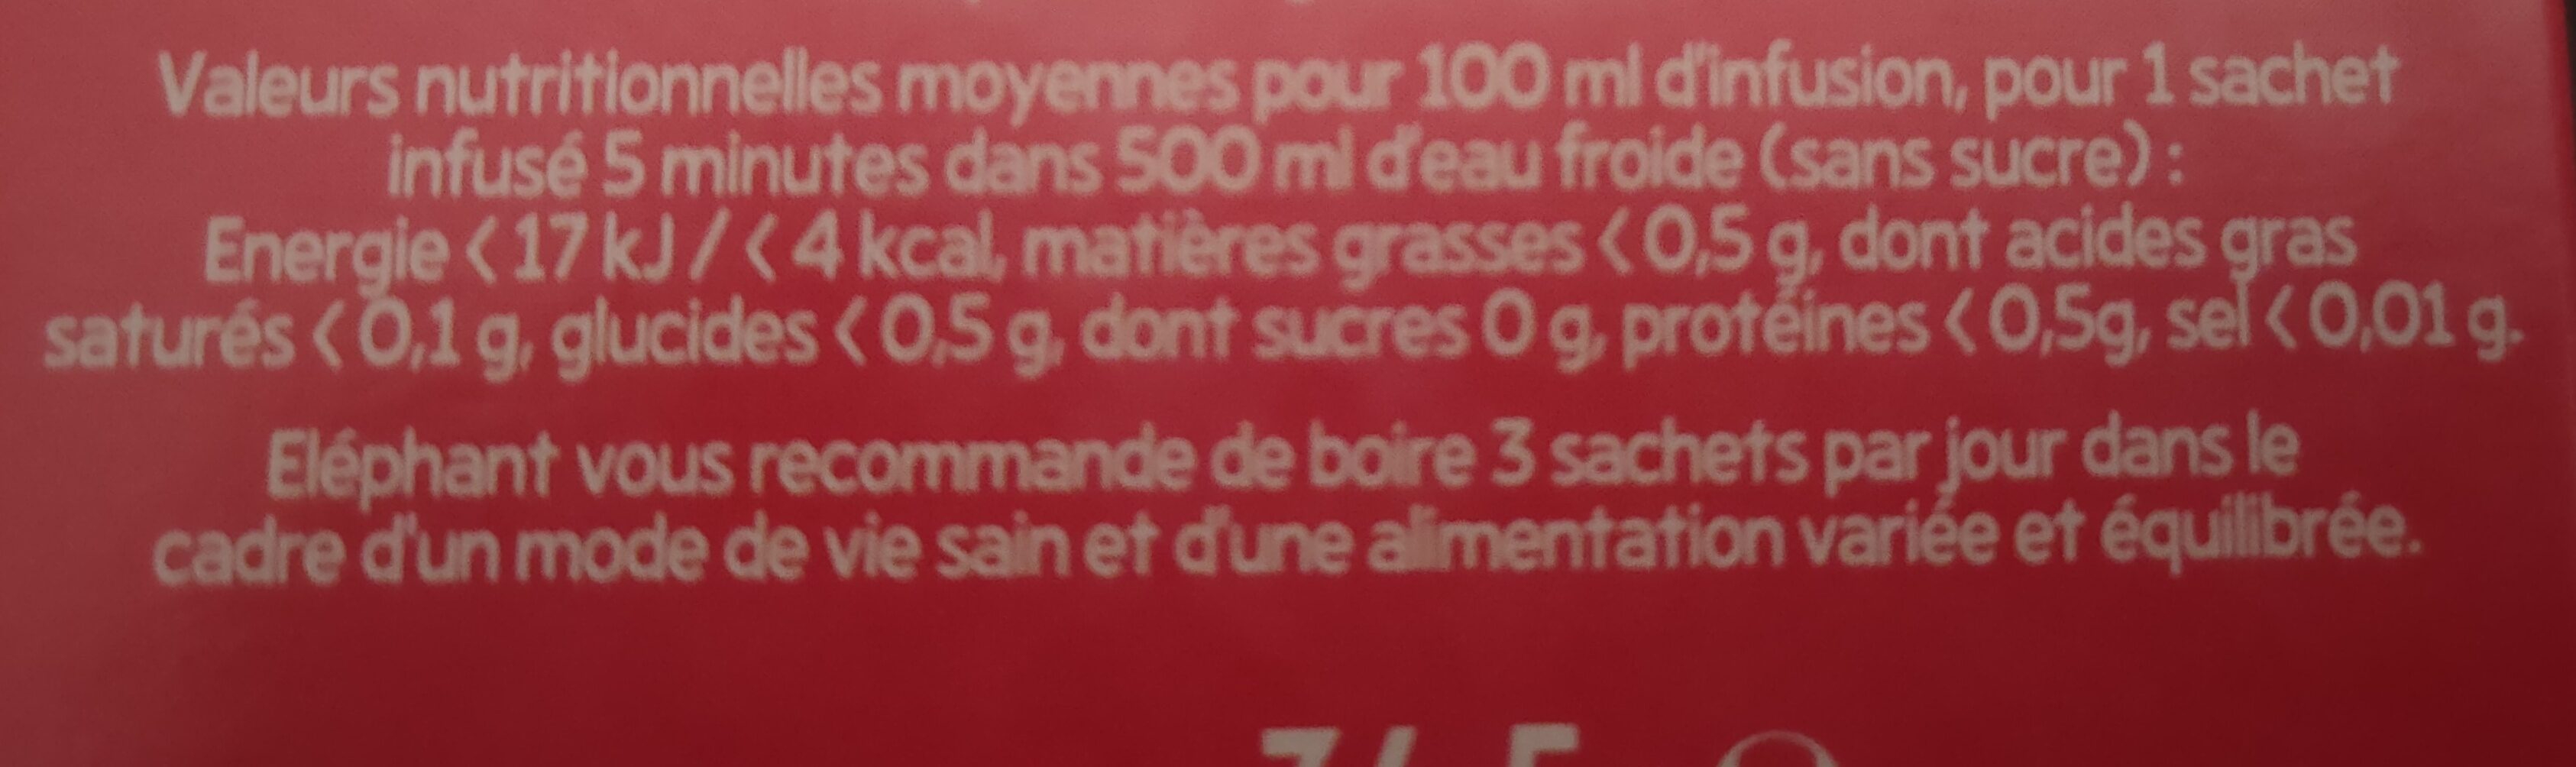 Valeurs nutritionnelles moyennes pour 100 ml d'infusion, pour 1 sachet
infusé 5 minutes dans 500 ml d'eau froide (sans sucre) :
Energie < 17 kJ / < 4 kcal, matières grasses < 0,5 g, dont acides gras
saturés < 0,1 g, glucides < 0,5 g, dont sucres 0 g, protéines < 0,5g, sel < 0,01 g.
Eléphant vous recommande de boire 3 sachets par jour dans le
cadre d'un mode de vie sain et d'une alimentation variée et équilibrée.